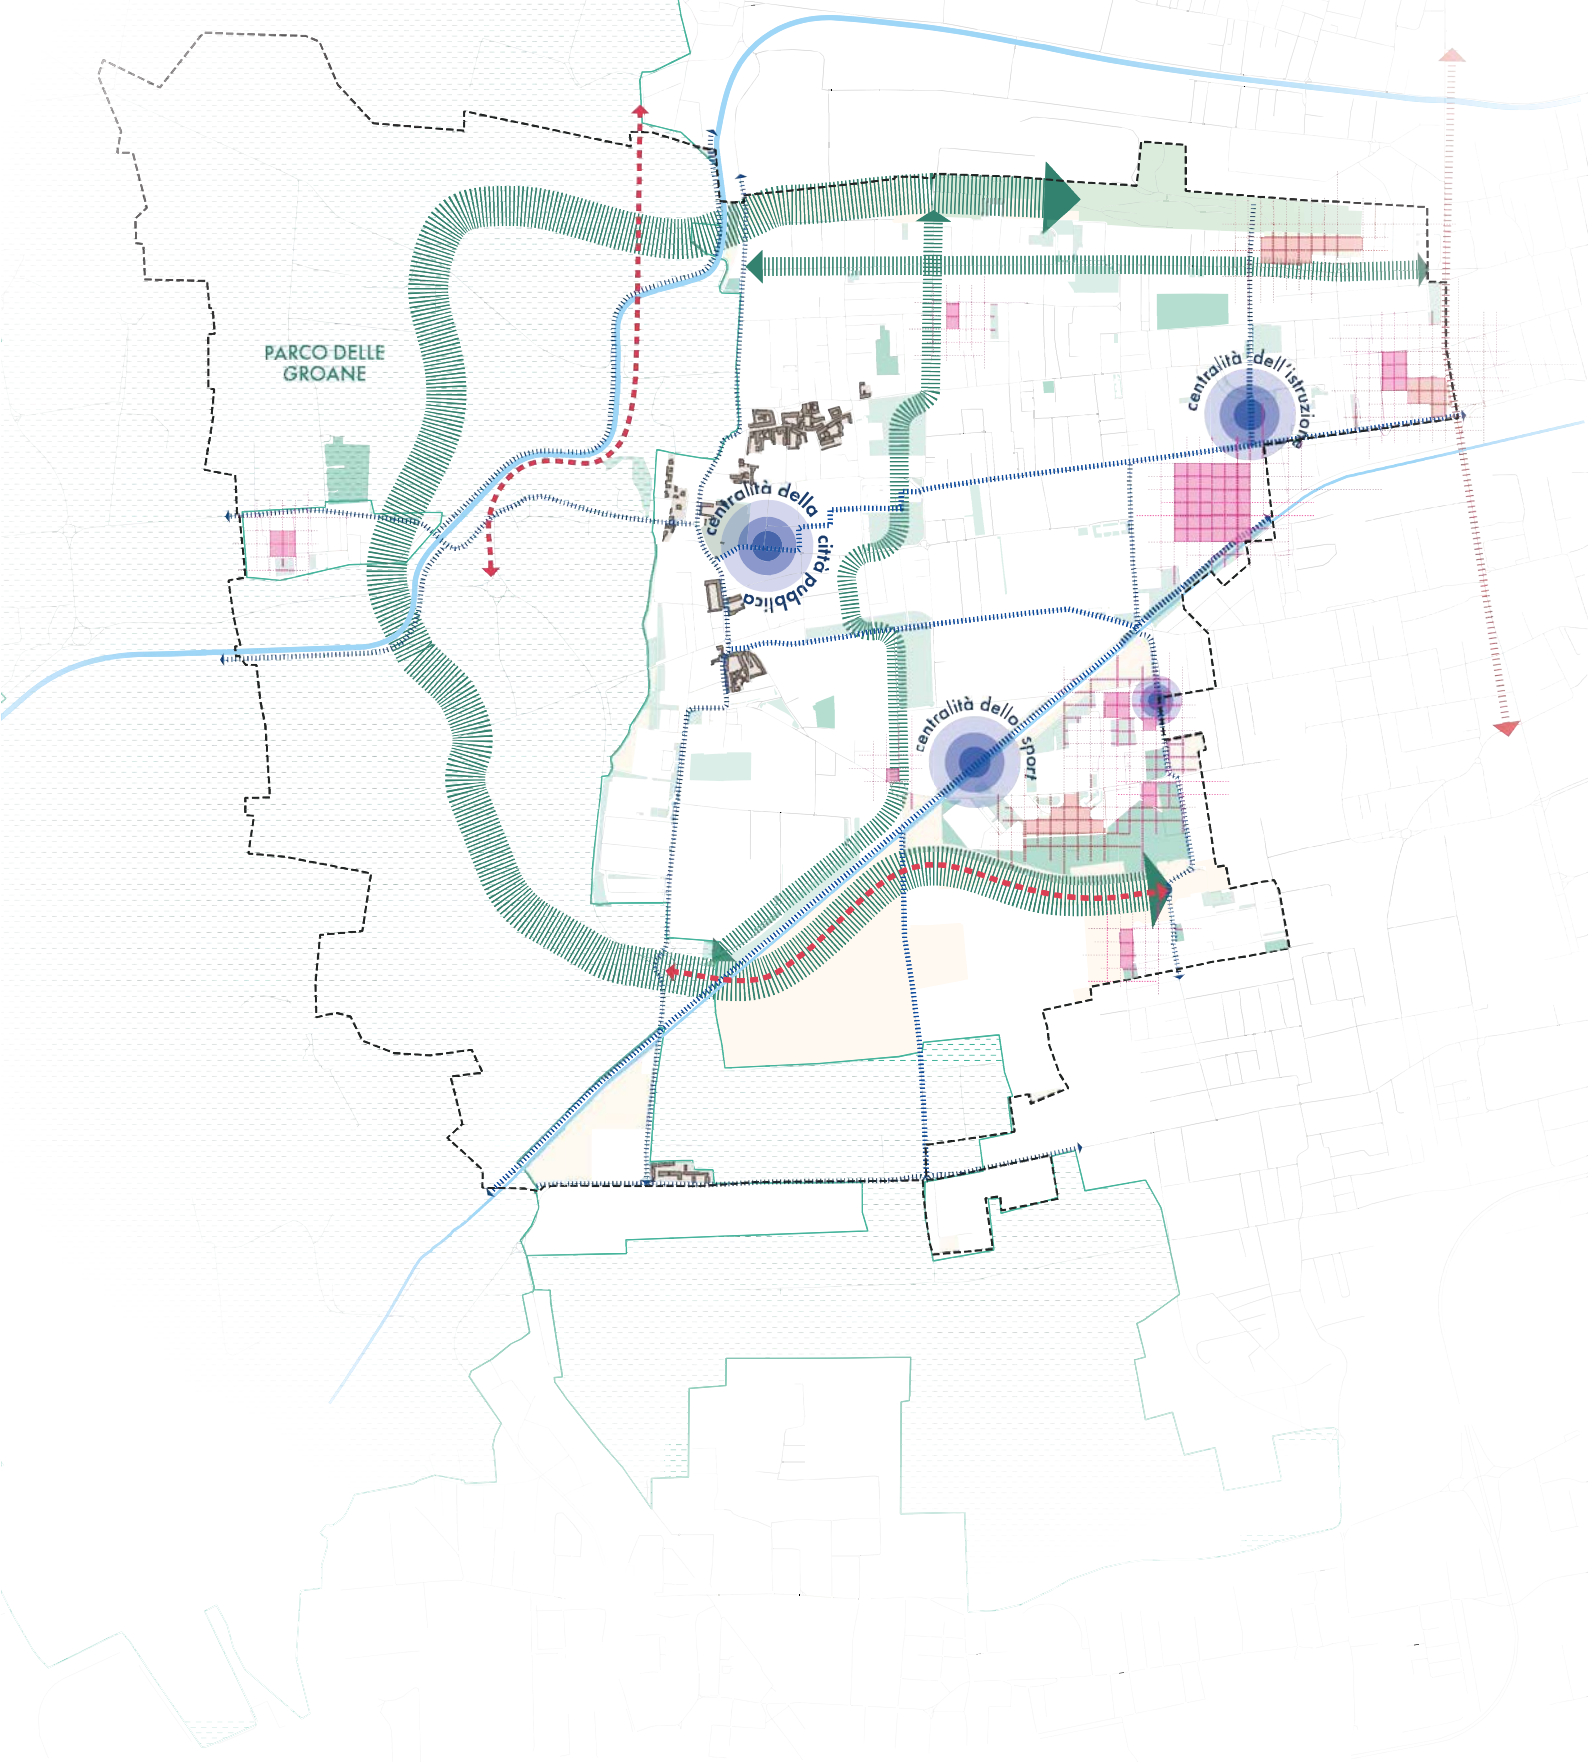 PARCO DELLE
GROANE
centralità dell'istruzione
centralità della città pubblica
centralità dello sport